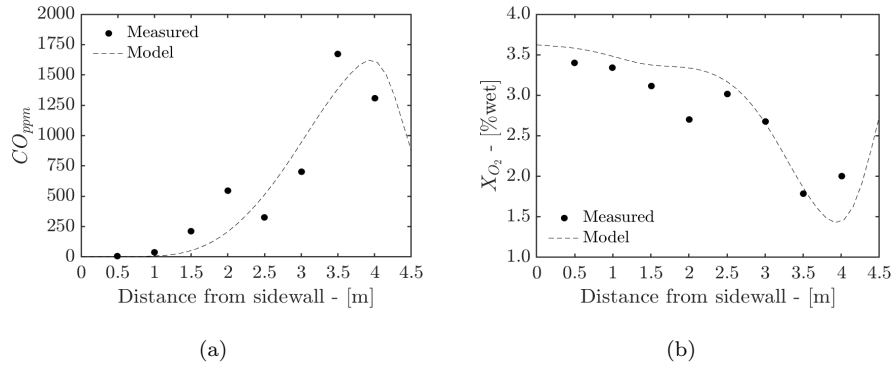 2000
1750
1500
1250
1000
750
500
250
0
CO_ppm
Measured
Model
0 0.5 1 1.5 2 2.5 3 3.5 4 4.5
Distance from sidewall - [m]
(a)
4.0
3.5
3.0
2.5
2.0
1.5
1.0
X_O₂ - [%wet]
Measured
Model
0 0.5 1 1.5 2 2.5 3 3.5 4 4.5
Distance from sidewall - [m]
(b)